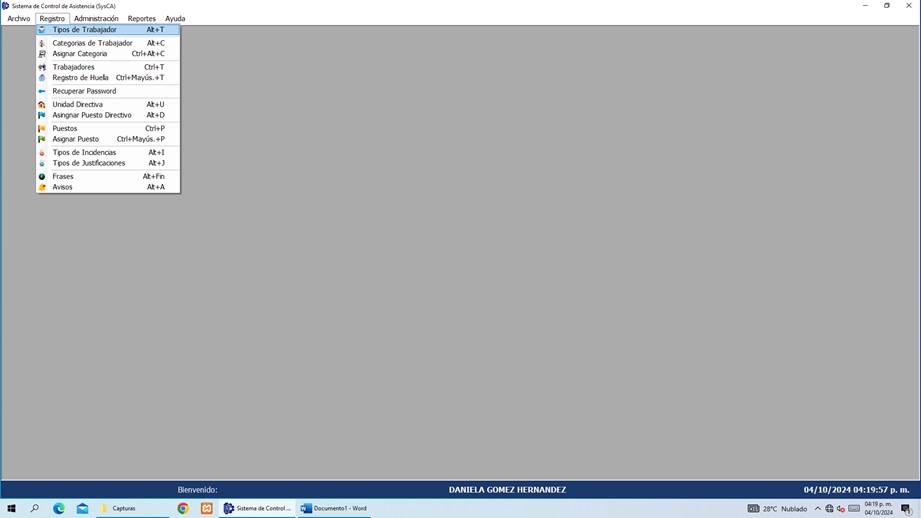 Sistema de Control de Asistencia (SysCA)
Archivo Registro Administración Reportes Ayuda
Tipos de Trabajador Alt+T
Categorias de Trabajador Alt+C
Asignar Categoria Ctrl+Alt+C
Trabajadores Ctrl+T
Registro de Huella Ctrl+Mayús.+T
Recuperar Password
Unidad Directiva Alt+U
Asingnar Puesto Directivo Alt+D
Puestos Ctrl+P
Asignar Puesto Ctrl+Mayús.+P
Tipos de Incidencias Alt+I
Tipos de Justificaciones Alt+J
Frases Alt+Fin
Avisos Alt+A
Bienvenido: DANIELA GOMEZ HERNANDEZ 04/10/2024 04:19:57 p. m.
Capturas Sistema de Control ... Documento1 - Word 28°C Nublado 04:19 p. m.
04/10/2024